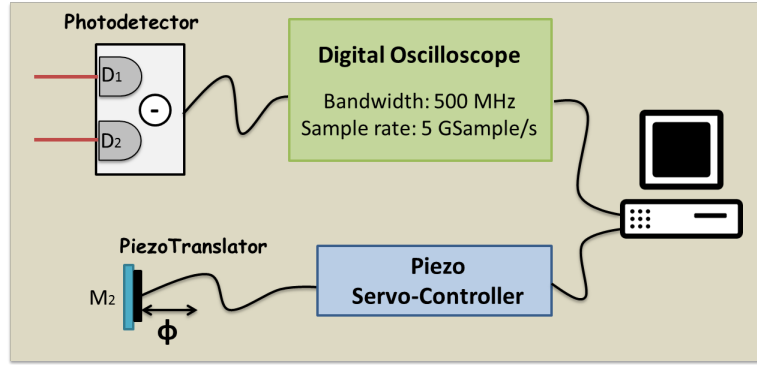 Photodetector
D1
-
D2
Digital Oscilloscope
Bandwidth: 500 MHz
Sample rate: 5 GSample/s
PiezoTranslator
M2
Φ
Piezo
Servo-Controller